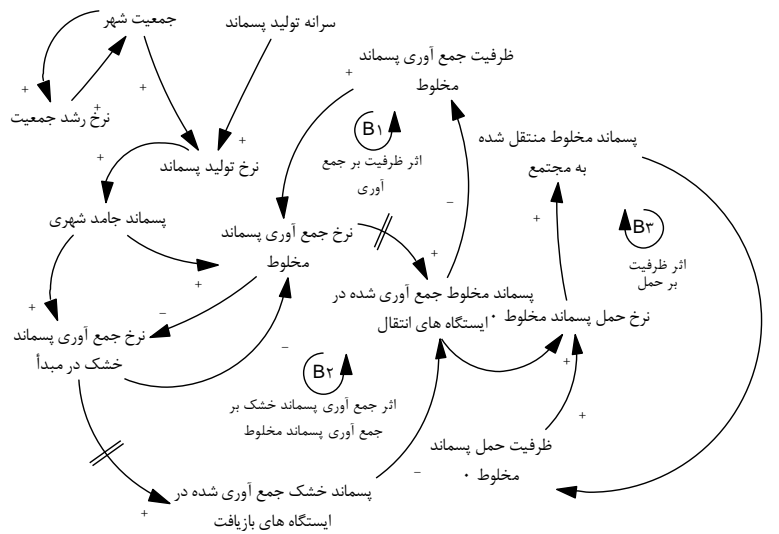 جمعیت شهر
سرانه تولید پسماند
نرخ رشد جمعیت
نرخ تولید پسماند
ظرفیت جمع آوری پسماند
مخلوط
B۱
اثر ظرفیت بر جمع
آوری
پسماند مخلوط منتقل شده
به مجتمع
پسماند جامد شهری
نرخ جمع آوری پسماند
مخلوط
B۳
اثر ظرفیت
بر حمل
پسماند مخلوط جمع آوری شده در
ایستگاه های انتقال
نرخ حمل پسماند مخلوط
نرخ جمع آوری پسماند
خشک در مبدأ
B۲
اثر جمع آوری پسماند خشک بر
جمع آوری پسماند مخلوط
ظرفیت حمل پسماند
مخلوط
پسماند خشک جمع آوری شده در
ایستگاه های بازیافت